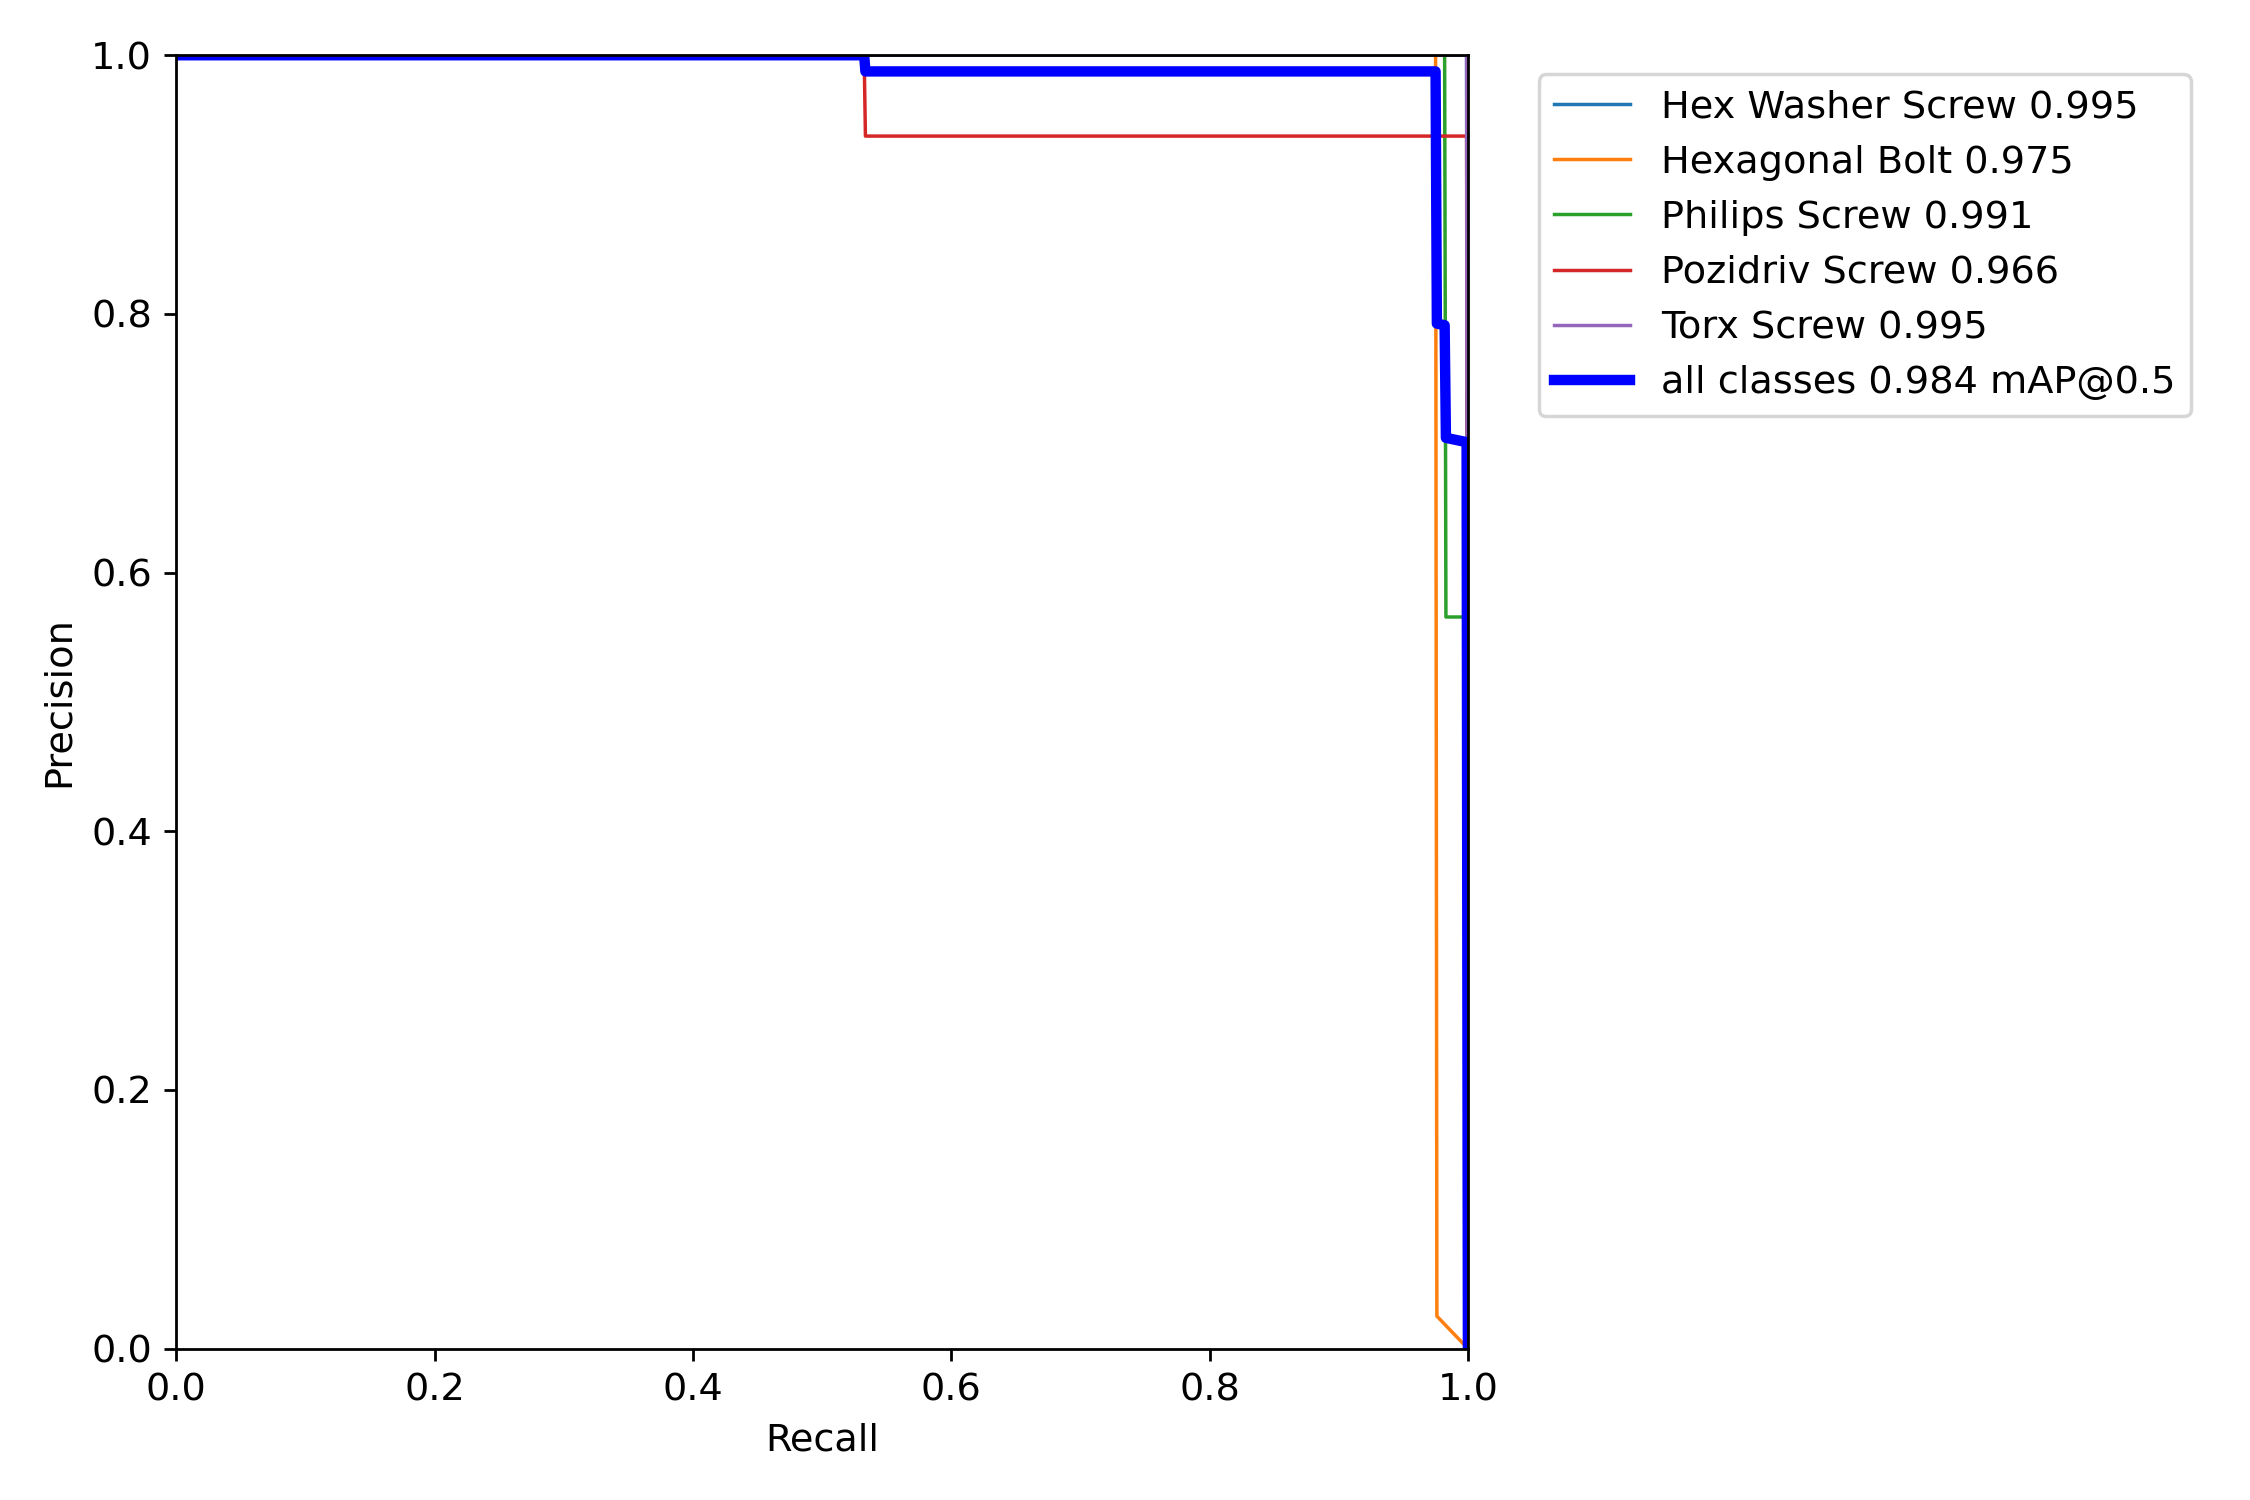 1.0
0.8
0.6
0.4
0.2
0.0
Precision
0.0 0.2 0.4 0.6 0.8 1.0
Recall
Hex Washer Screw 0.995
Hexagonal Bolt 0.975
Philips Screw 0.991
Pozidriv Screw 0.966
Torx Screw 0.995
all classes 0.984 mAP@0.5